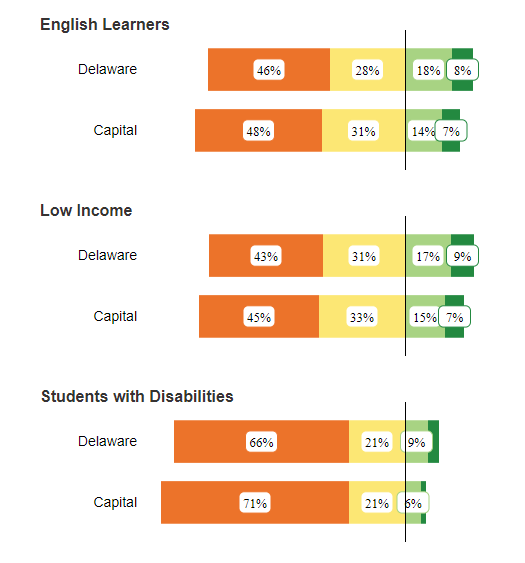 English Learners
Delaware 46% 28% 18% 8%
Capital 48% 31% 14% 7%
Low Income
Delaware 43% 31% 17% 9%
Capital 45% 33% 15% 7%
Students with Disabilities
Delaware 66% 21% 9%
Capital 71% 21% 6%